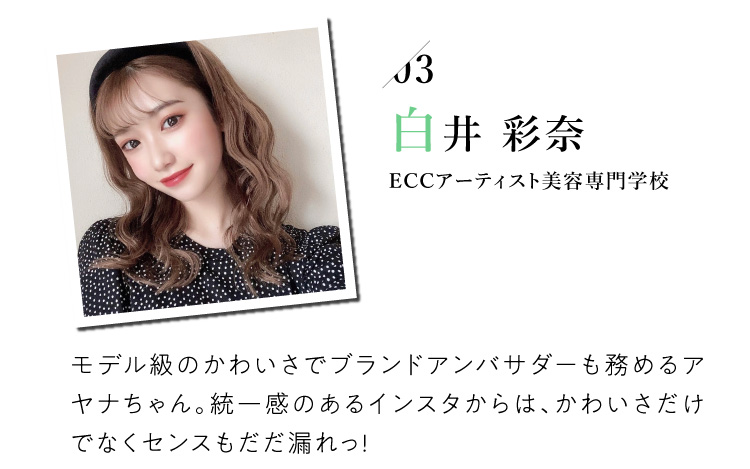 03
白井 彩奈
ECCアーティスト美容専門学校
モデル級のかわいさでブランドアンバサダーも務めるア
ヤナちゃん。統一感のあるインスタからは、かわいさだけ
でなくセンスもだだ漏れっ!